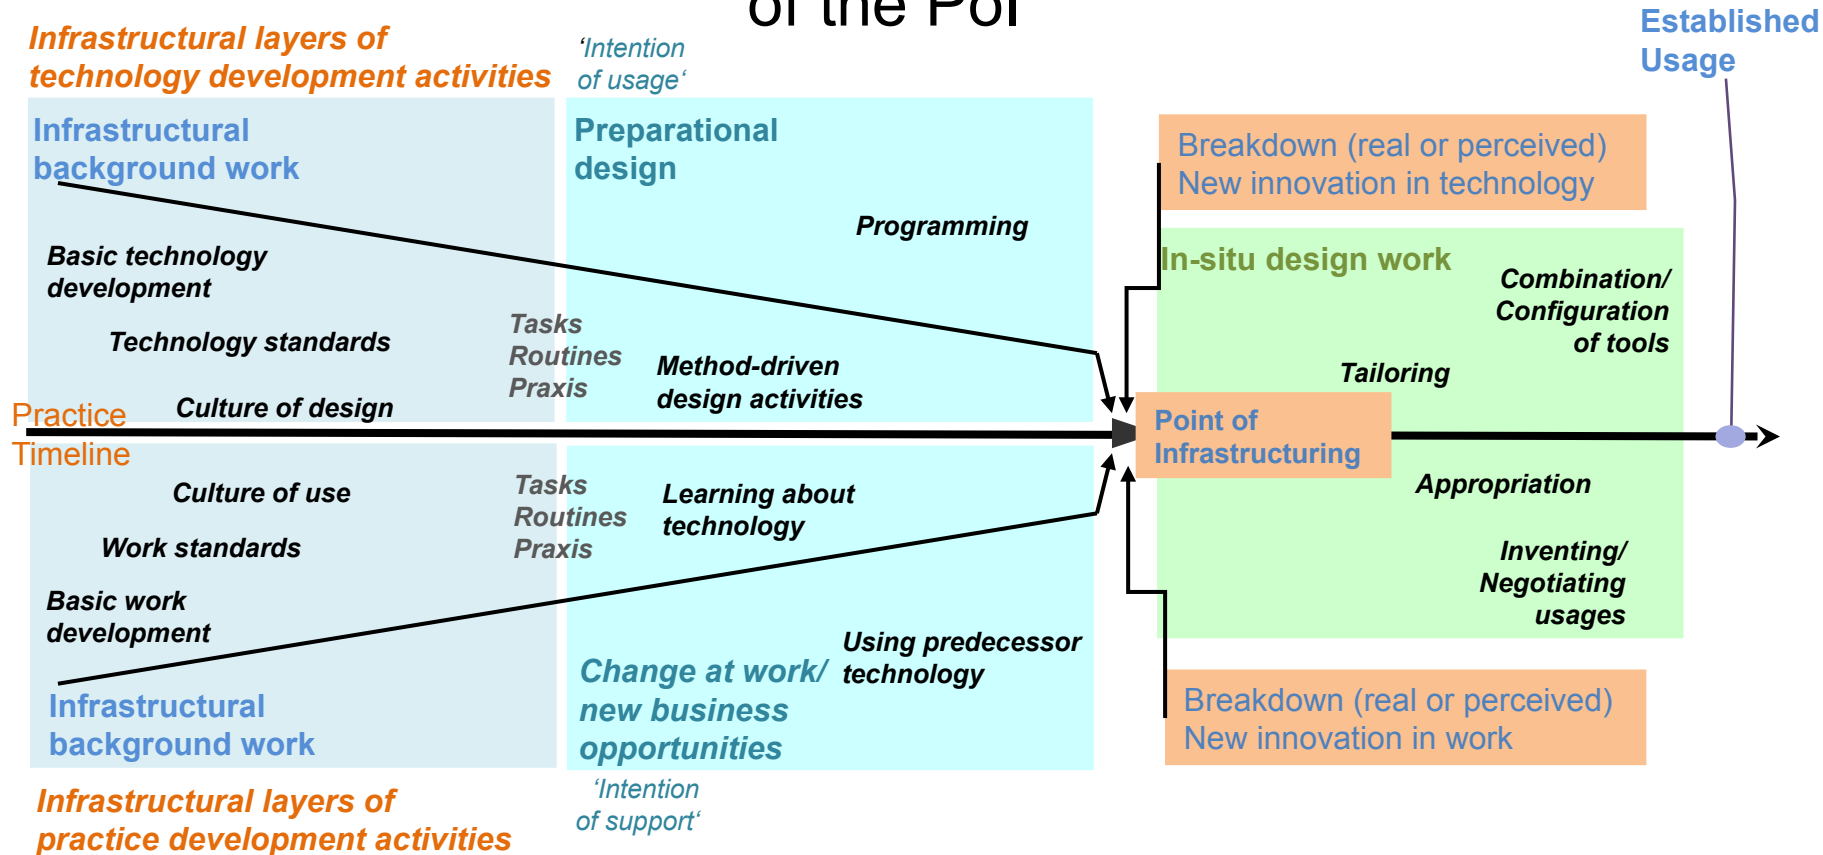 of the PoI
Infrastructural layers of
technology development activities
'Intention
of usage‘
Established
Usage
Infrastructural
background work
Preparational
design
Breakdown (real or perceived)
New innovation in technology
Programming
Basic technology
development
In-situ design work
Combination/
Configuration
of tools
Technology standards
Tasks
Routines
Praxis
Method-driven
design activities
Tailoring
Culture of design
Practice
Timeline
Point of
Infrastructuring
Culture of use
Tasks
Routines
Praxis
Learning about
technology
Appropriation
Work standards
Inventing/
Negotiating
usages
Basic work
development
Using predecessor
technology
Change at work/
new business
opportunities
Infrastructural
background work
Breakdown (real or perceived)
New innovation in work
‘Intention
of support‘
Infrastructural layers of
practice development activities